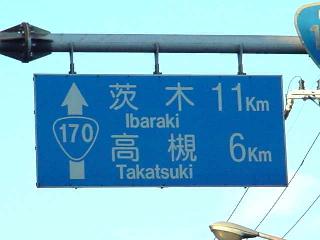 茨木 11Km
Ibaraki
170
高槻 6Km
Takatsuki